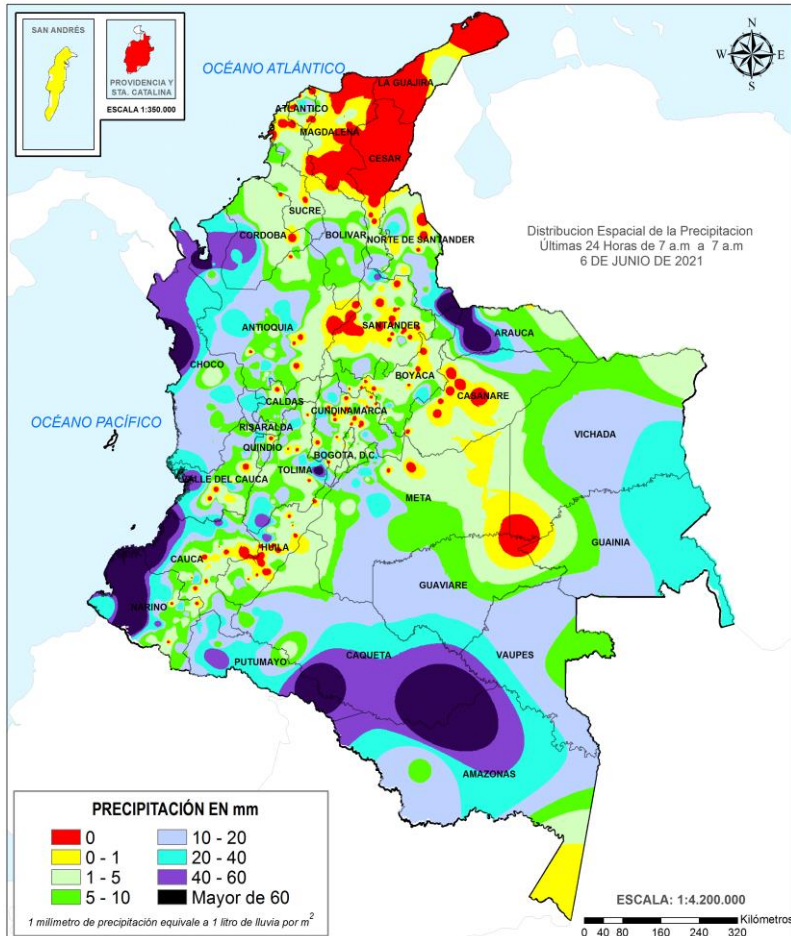 SAN ANDRÉS
PROVIDENCIA Y
STA. CATALINA
ESCALA 1:350.000
OCÉANO ATLÁNTICO
N
W
E
S
LA GUAJIRA
ATLANTICO
MAGDALENA
CESAR
SUCRE
CORDOBA
BOLIVAR
NORTE DE SANTANDER
Distribucion Espacial de la Precipitacion
Últimas 24 Horas de 7 a.m a 7 a.m
6 DE JUNIO DE 2021
ANTIOQUIA
SANTANDER
ARAUCA
CHOCO
BOYACA
CASANARE
CALDAS
CUNDINAMARCA
OCÉANO PACÍFICO
RISARALDA
VICHADA
QUINDIO
BOGOTA, D.C.
TOLIMA
VALLE DEL CAUCA
META
GUAINIA
HUILA
CAUCA
GUAVIARE
NARIÑO
PUTUMAYO
CAQUETA
VAUPES
AMAZONAS
PRECIPITACIÓN EN mm
0
10 - 20
0 - 1
20 - 40
1 - 5
40 - 60
5 - 10
Mayor de 60
1 milímetro de precipitación equivale a 1 litro de lluvia por m²
ESCALA: 1:4.200.000
Kilómetros
0 40 80 160 240 320